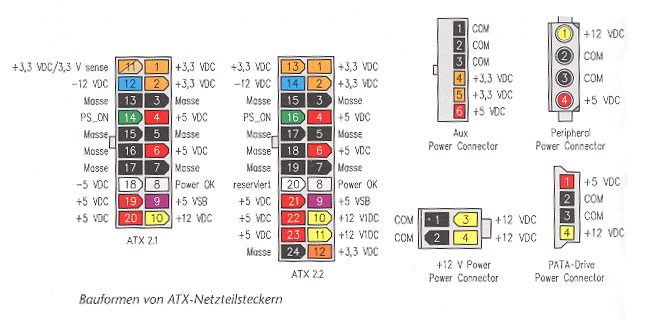 +3,3 VDC/3,3 V sense 11 1 +3,3 VDC
-12 VDC 12 2 +3,3 VDC
Masse 13 3 Masse
PS_ON 14 4 +5 VDC
Masse 15 5 Masse
Masse 16 6 +5 VDC
Masse 17 7 Masse
-5 VDC 18 8 Power OK
+5 VDC 19 9 +5 VSB
+5 VDC 20 10 +12 VDC
ATX 2.1
+3,3 VDC 13 1 +3,3 VDC
-12 VDC 14 2 +3,3 VDC
Masse 15 3 Masse
PS_ON 16 4 +5 VDC
Masse 17 5 Masse
Masse 18 6 +5 VDC
Masse 19 7 Masse
reserviert 20 8 Power OK
+5 VDC 21 9 +5 VSB
+5 VDC 22 10 +12 V1DC
+5 VDC 23 11 +12 V1DC
Masse 24 12 +3,3 VDC
ATX 2.2
1 COM
2 COM
3 COM
4 +3,3 VDC
5 +3,3 VDC
6 +5 VDC
Aux
Power Connector
1 +12 VDC
2 COM
3 COM
4 +5 VDC
Peripheral
Power Connector
COM 1 3 +12 VDC
COM 2 4 +12 VDC
+12 V Power
Power Connector
1 +5 VDC
2 COM
3 COM
4 +12 VDC
PATA-Drive
Power Connector
Bauformen von ATX-Netzteilsteckern